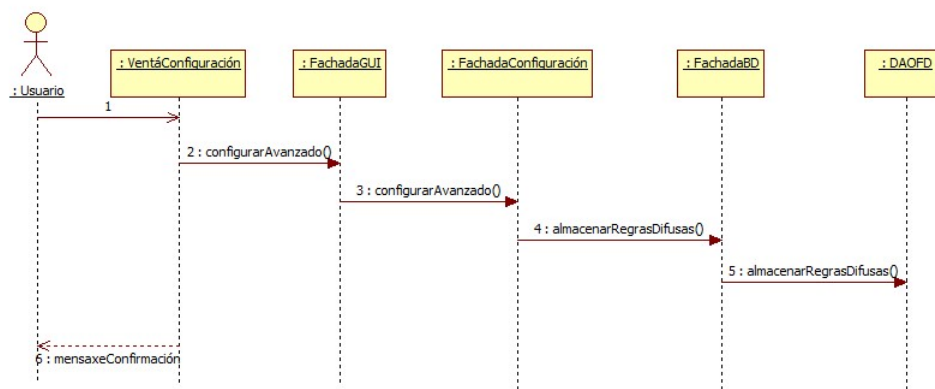 : VentáConfiguración
: FachadaGUI
: FachadaConfiguración
: FachadaBD
: DAOFD
: Usuario
1
2 : configurarAvanzado()
3 : configurarAvanzado()
4 : almacenarRegrasDifusas()
5 : almacenarRegrasDifusas()
6 : mensaxeConfirmación